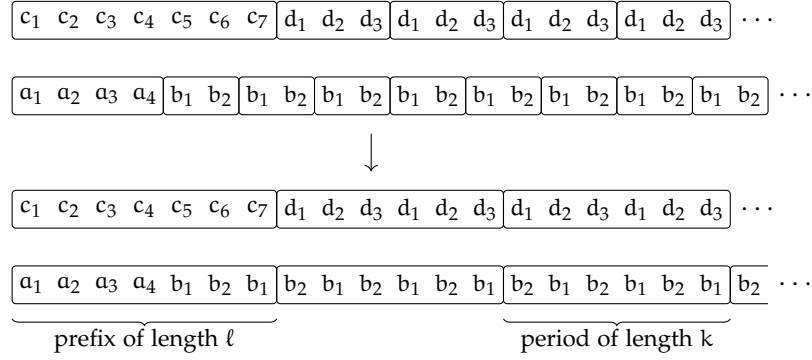 c₁ c₂ c₃ c₄ c₅ c₆ c₇ d₁ d₂ d₃ d₁ d₂ d₃ d₁ d₂ d₃ d₁ d₂ d₃ ⋯
a₁ a₂ a₃ a₄ b₁ b₂ b₁ b₂ b₁ b₂ b₁ b₂ b₁ b₂ b₁ b₂ b₁ b₂ b₁ b₂ ⋯
↓
c₁ c₂ c₃ c₄ c₅ c₆ c₇ d₁ d₂ d₃ d₁ d₂ d₃ d₁ d₂ d₃ d₁ d₂ d₃ ⋯
a₁ a₂ a₃ a₄ b₁ b₂ b₁ b₂ b₁ b₂ b₁ b₂ b₁ b₂ b₁ b₂ b₁ b₂ b₁ b₂ ⋯
prefix of length ℓ period of length k